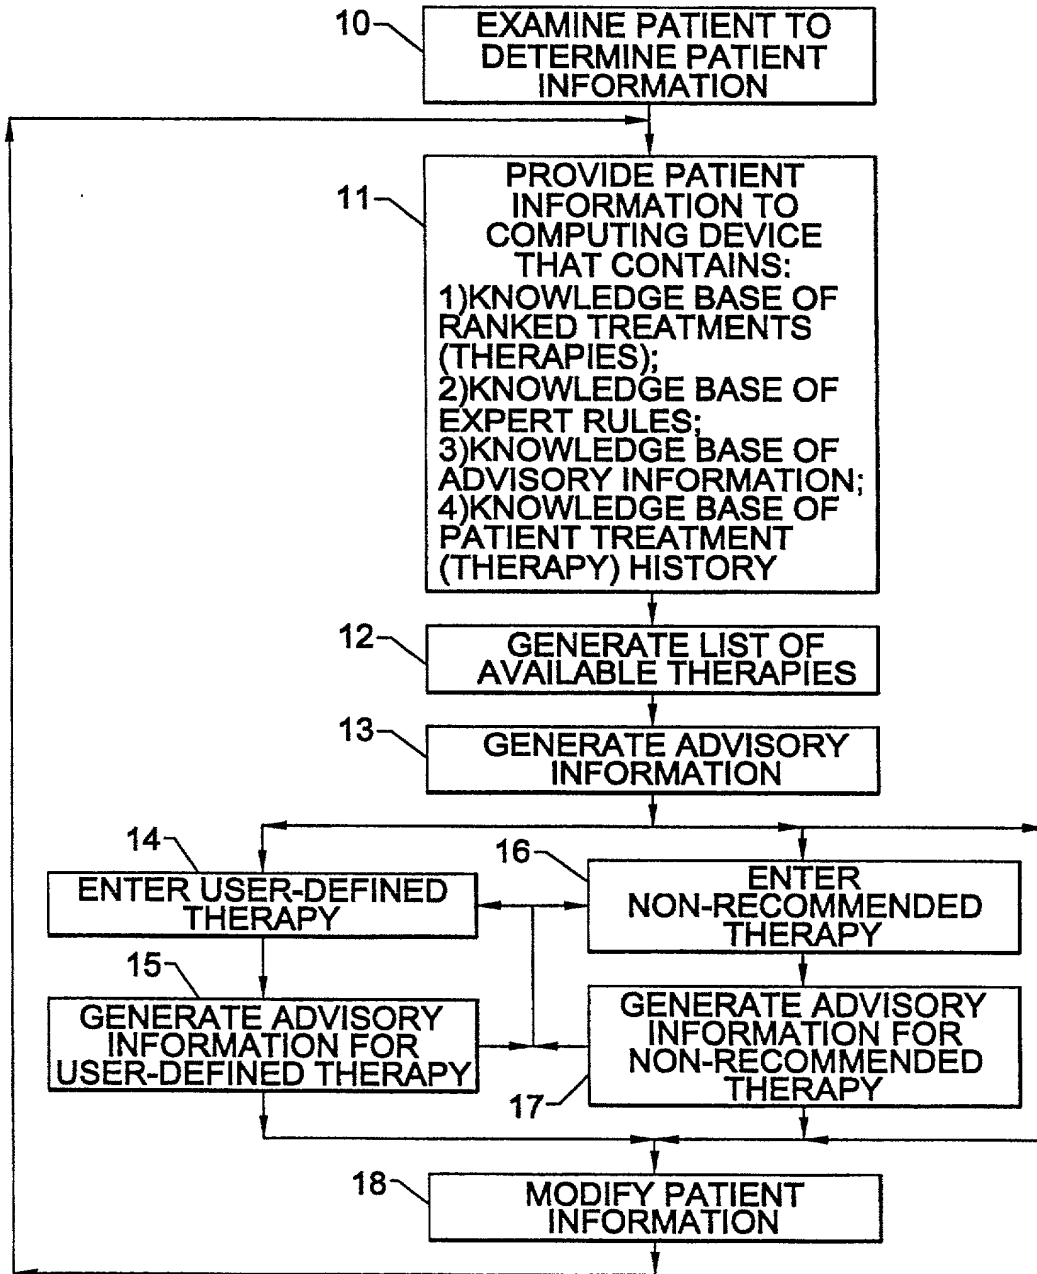 10
EXAMINE PATIENT TO
DETERMINE PATIENT
INFORMATION
11
PROVIDE PATIENT
INFORMATION TO
COMPUTING DEVICE
THAT CONTAINS:
1)KNOWLEDGE BASE OF
RANKED TREATMENTS
(THERAPIES);
2)KNOWLEDGE BASE OF
EXPERT RULES;
3)KNOWLEDGE BASE OF
ADVISORY INFORMATION;
4)KNOWLEDGE BASE OF
PATIENT TREATMENT
(THERAPY) HISTORY
12
GENERATE LIST OF
AVAILABLE THERAPIES
13
GENERATE ADVISORY
INFORMATION
14
ENTER USER-DEFINED
THERAPY
15
GENERATE ADVISORY
INFORMATION FOR
USER-DEFINED THERAPY
16
ENTER
NON-RECOMMENDED
THERAPY
GENERATE ADVISORY
INFORMATION FOR
NON-RECOMMENDED
THERAPY
17
18
MODIFY PATIENT
INFORMATION